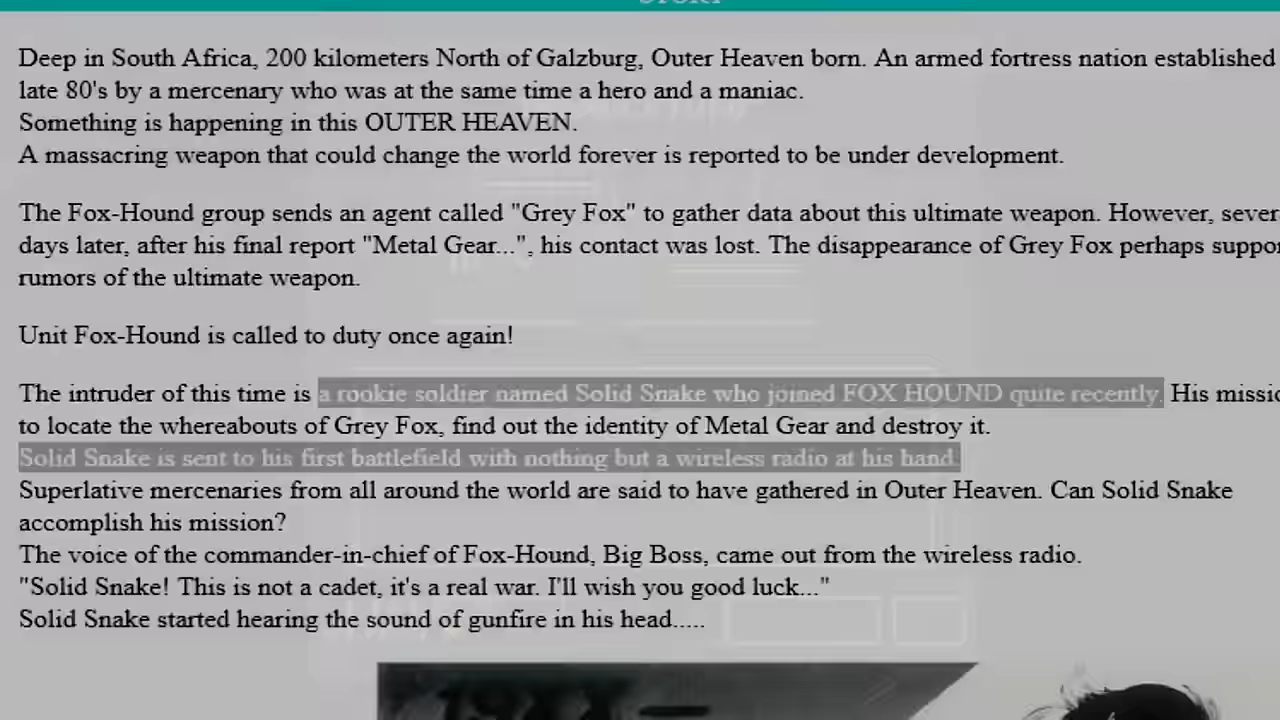 Deep in South Africa, 200 kilometers North of Galzburg, Outer Heaven born. An armed fortress nation established
late 80's by a mercenary who was at the same time a hero and a maniac.
Something is happening in this OUTER HEAVEN.
A massacring weapon that could change the world forever is reported to be under development.
The Fox-Hound group sends an agent called "Grey Fox" to gather data about this ultimate weapon. However,
days later, after his final report "Metal Gear...", his contact was lost. The disappearance of Grey Fox perhaps
rumors of the ultimate weapon.
Unit Fox-Hound is called to duty once again!
The intruder of this time is a rookie soldier named Solid Snake who joined FOX HOUND quite recently. His
to locate the whereabouts of Grey Fox, find out the identity of Metal Gear and destroy it.
Solid Snake is sent to his first battlefield with nothing but a wireless radio at his hand.
Superlative mercenaries from all around the world are said to have gathered in Outer Heaven. Can Solid Snake
accomplish his mission?
The voice of the commander-in-chief of Fox-Hound, Big Boss, came out from the wireless radio.
"Solid Snake! This is not a cadet, it's a real war. I'll wish you good luck..."
Solid Snake started hearing the sound of gunfire in his head.....